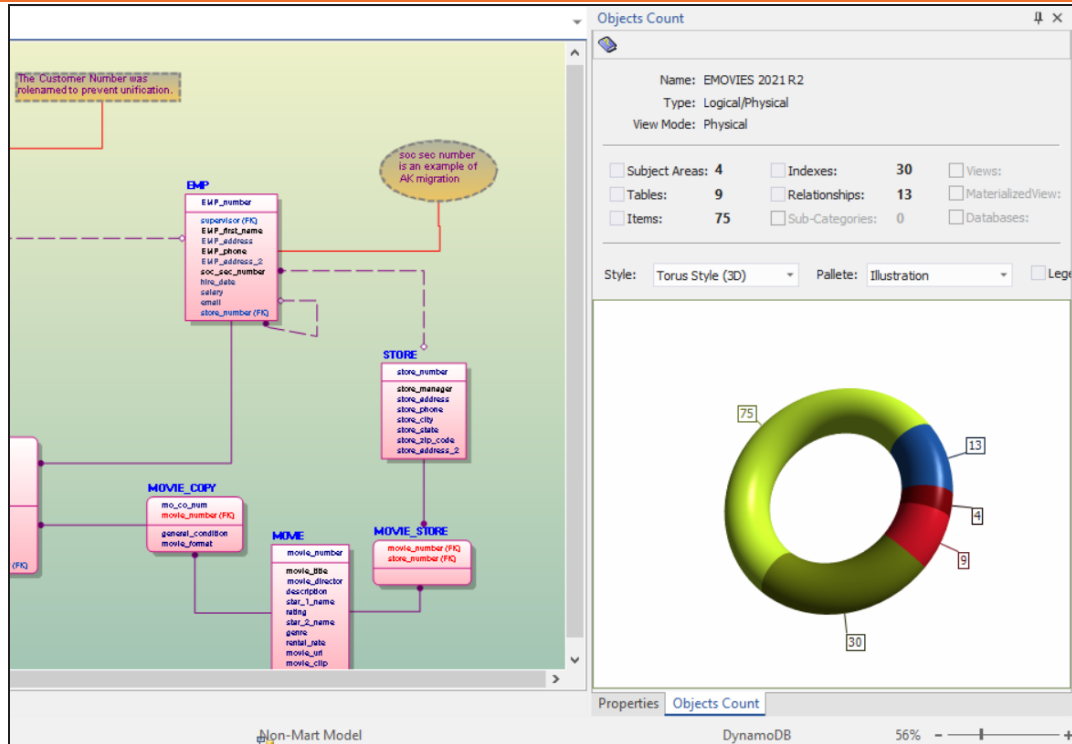 Objects Count
Name: EMOVIES 2021 R2
Type: Logical/Physical
View Mode: Physical
Subject Areas: 4
Indexes: 30
Views:
Tables: 9
Relationships: 13
MaterializedView:
Items: 75
Sub-Categories: 0
Databases:
Style: Torus Style (3D)
Pallete: Illustration
Lege
75
13
4
9
30
Properties
Objects Count
The Customer Number was
rolenamed to prevent unification.
soc sec number
is an example of
AK migration
EMP
EMP_number
supervisor (FK)
EMP_first_name
EMP_address
EMP_phone
EMP_address_2
soc_sec_number
hire_date
salary
email
store_number (FK)
STORE
store_number
store_manager
store_address
store_phone
store_city
store_state
store_zip_code
store_address_2
MOVIE_COPY
mo_co_num
movie_number (FK)
general_condition
movie_format
MOVIE
movie_number
movie_title
movie_director
description
star_1_name
rating
star_2_name
genre
rental_rate
movie_url
movie_clip
MOVIE_STORE
movie_number (FK)
store_number (FK)
(FK)
Non-Mart Model
DynamoDB
56%